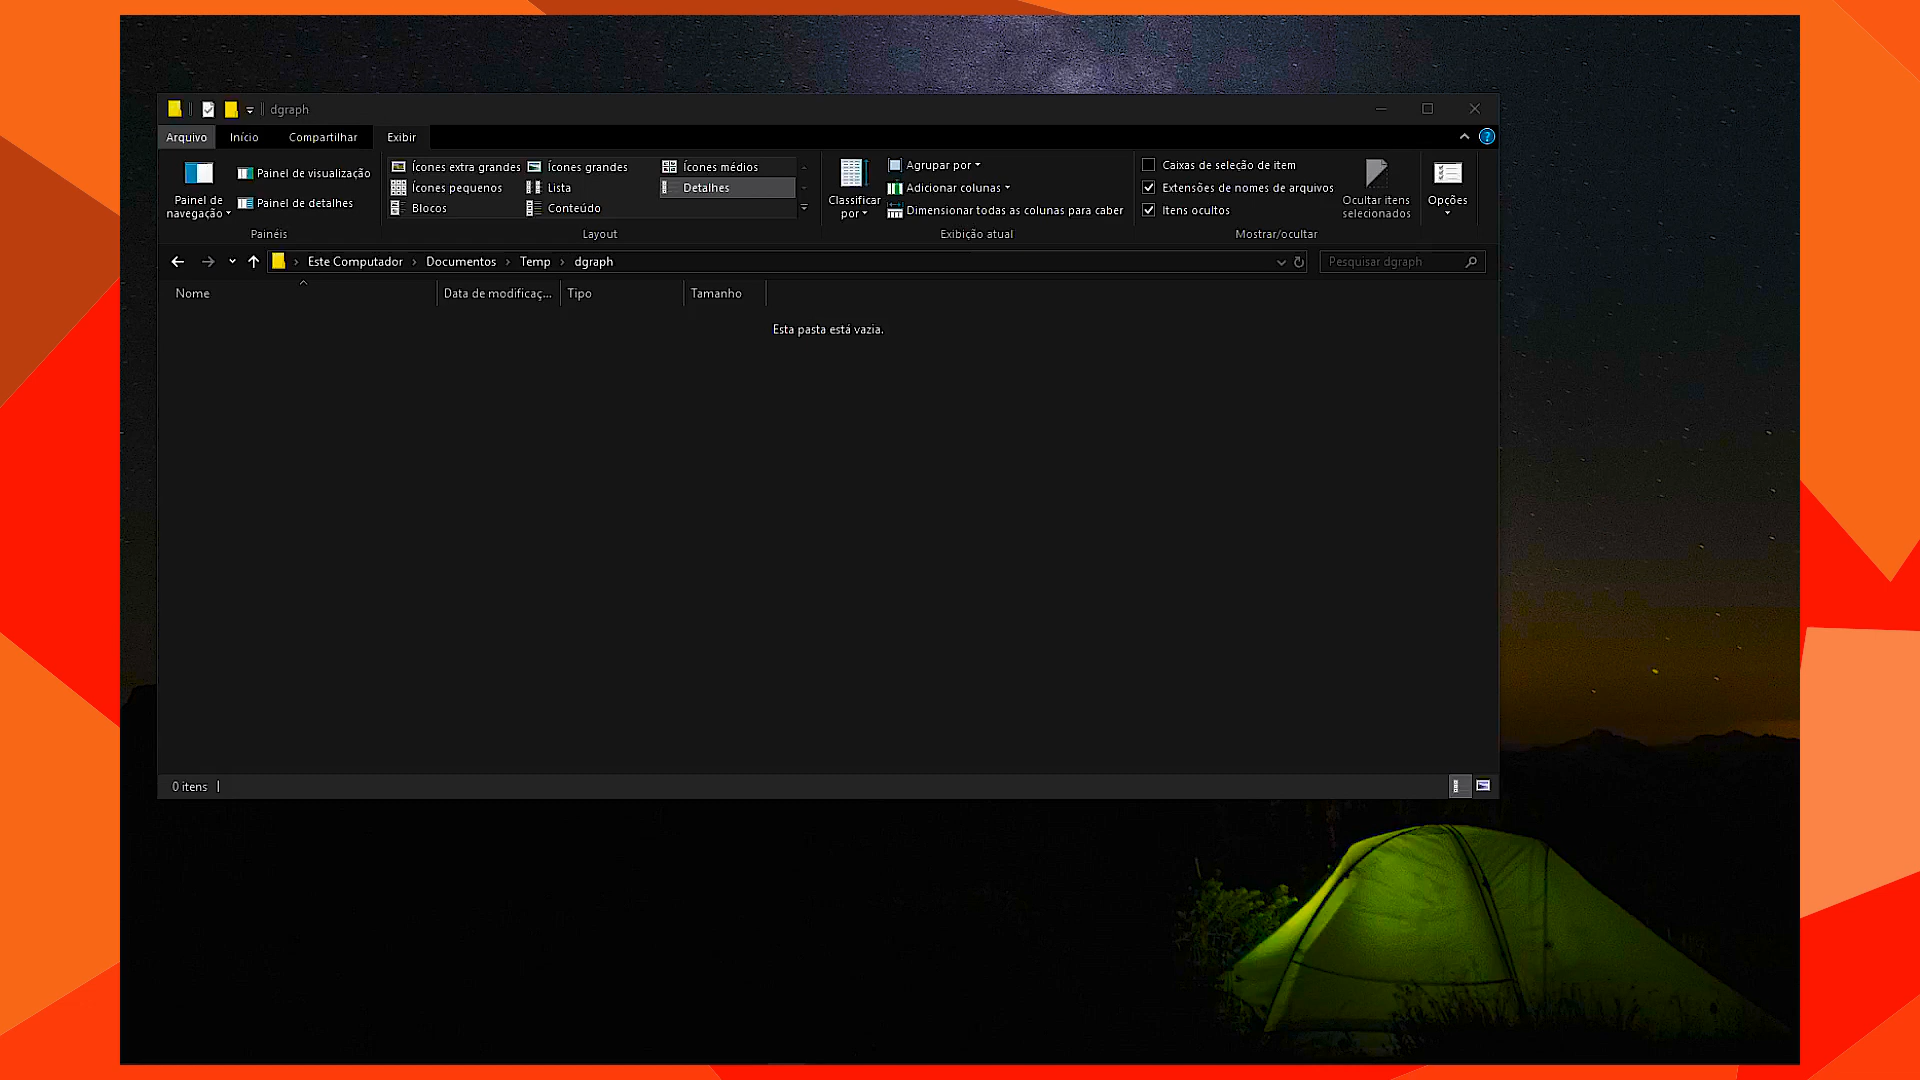 dgraph
Arquivo Início Compartilhar Exibir
Painel de navegação
Painel de visualização
Painel de detalhes
Painéis
Ícones extra grandes Ícones grandes Ícones médios
Ícones pequenos Lista Detalhes
Blocos Conteúdo
Layout
Classificar por
Agrupar por
Adicionar colunas
Dimensionar todas as colunas para caber
Exibição atual
Caixas de seleção de item
Extensões de nomes de arquivos
Itens ocultos
Ocultar itens selecionados
Mostrar/ocultar
Opções
Este Computador › Documentos › Temp › dgraph
Pesquisar dgraph
Nome Data de modificaç... Tipo Tamanho
Esta pasta está vazia.
0 itens